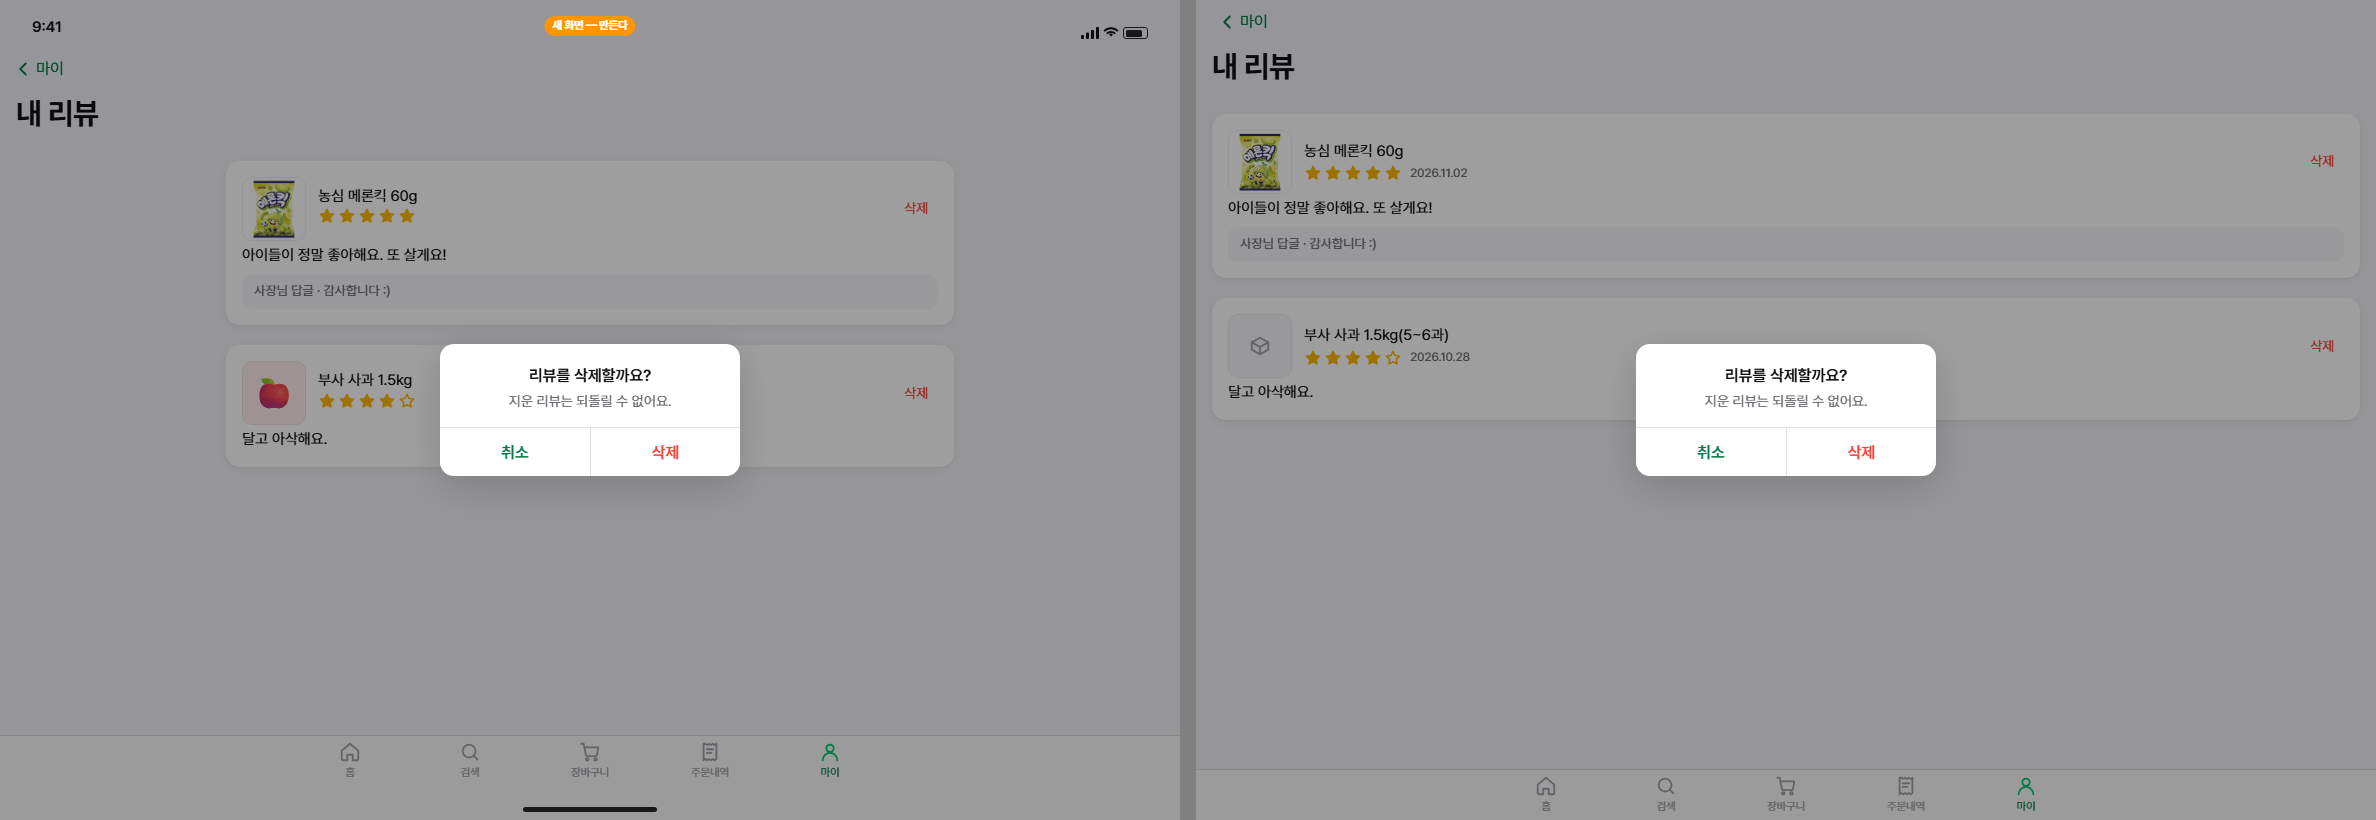 9:41
새 화면 — 만든다
마이
내 리뷰
농심 메론킥 60g
삭제
아이들이 정말 좋아해요. 또 살게요!
사장님 답글 · 감사합니다 :)
부사 사과 1.5kg
삭제
달고 아삭해요.
리뷰를 삭제할까요?
지운 리뷰는 되돌릴 수 없어요.
취소
삭제
홈
검색
장바구니
주문내역
마이
마이
내 리뷰
농심 메론킥 60g
2026.11.02
삭제
아이들이 정말 좋아해요. 또 살게요!
사장님 답글 · 감사합니다 :)
부사 사과 1.5kg(5~6과)
2026.10.28
삭제
달고 아삭해요.
리뷰를 삭제할까요?
지운 리뷰는 되돌릴 수 없어요.
취소
삭제
홈
검색
장바구니
주문내역
마이